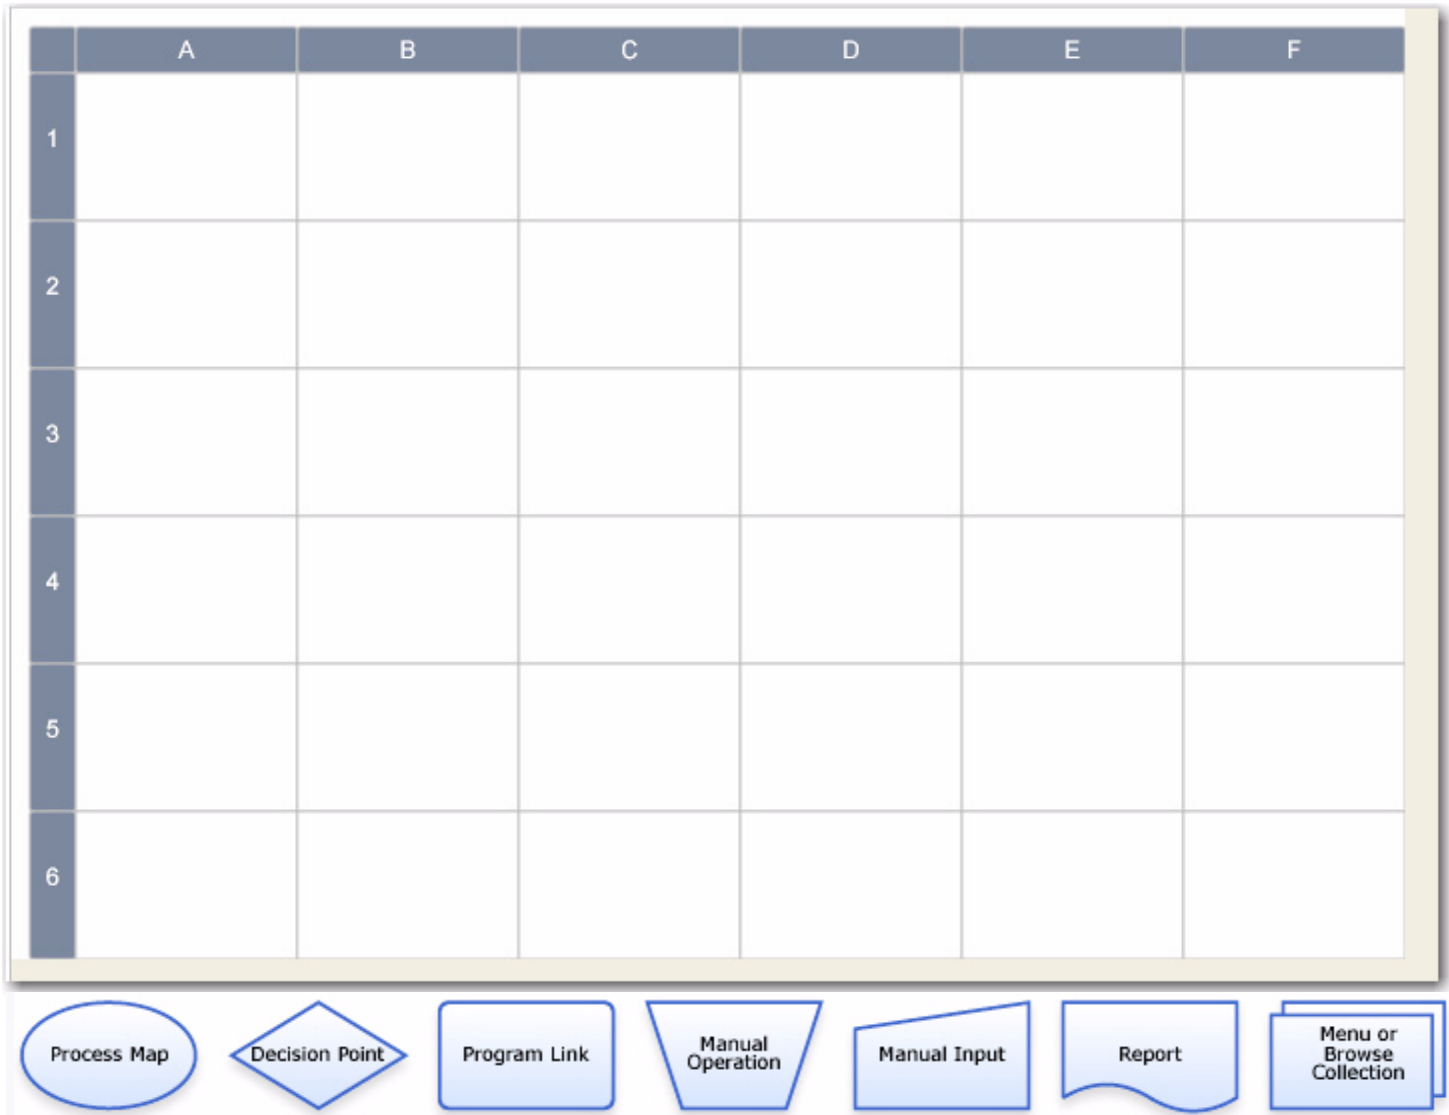 A B C D E F
1
2
3
4
5
6
Process Map
Decision Point
Program Link
Manual
Operation
Manual Input
Report
Menu or
Browse
Collection